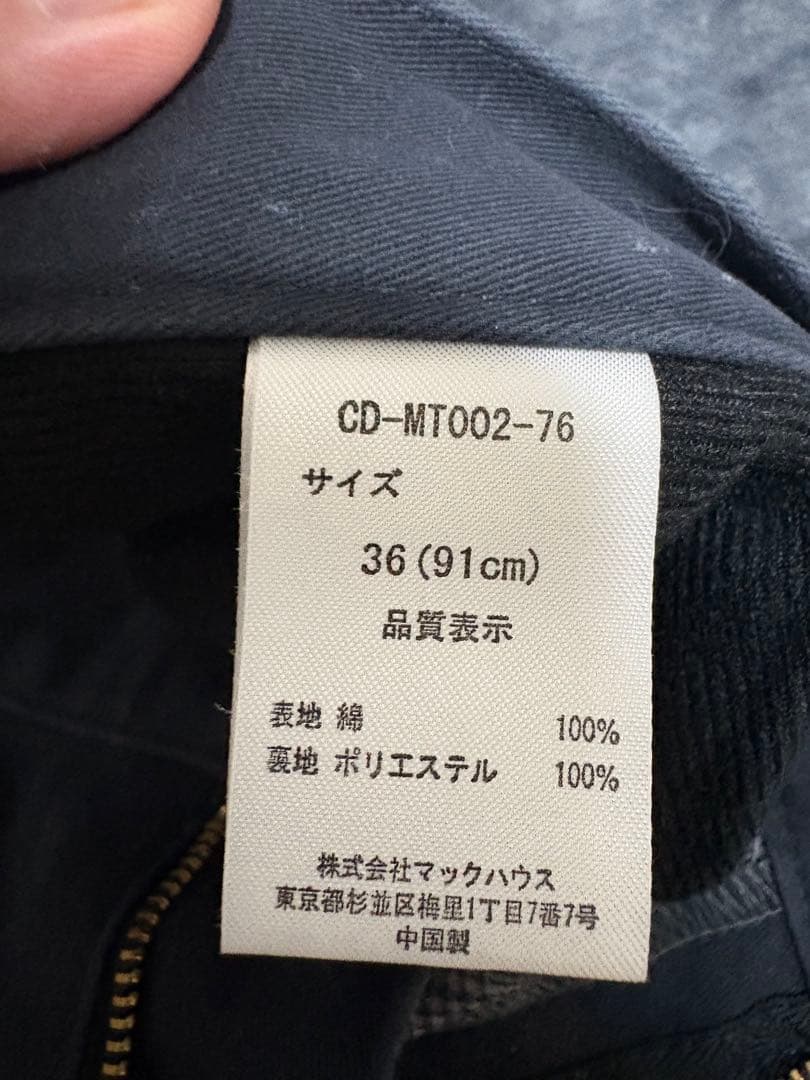 CD-MT002-76
サイズ
36(91cm)
品質表示
表地 綿 100%
裏地 ポリエステル 100%
株式会社マックハウス
東京都杉並区梅里1丁目7番7号
中国製